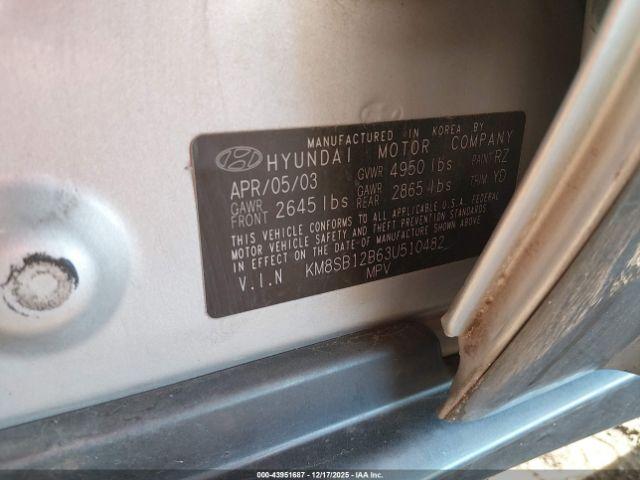 MANUFACTURED IN KOREA BY
HYUNDAI MOTOR COMPANY
APR/05/03 GVWR 4950 lbs PAINT RZ
GAWR FRONT 2645 lbs GAWR REAR 2865 lbs TRIM YD
THIS VEHICLE CONFORMS TO ALL APPLICABLE U.S.A. FEDERAL
MOTOR VEHICLE SAFETY AND THEFT PREVENTION STANDARDS
IN EFFECT ON THE DATE OF MANUFACTURE SHOWN ABOVE
V.I.N KM8SB12B63U510482
MPV
000-43951687 - 12/17/2025 - IAA